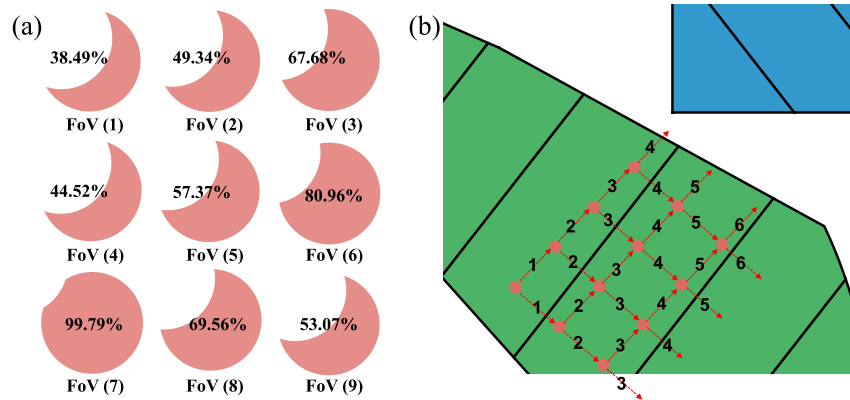 (a)
38.49%
FoV (1)
49.34%
FoV (2)
67.68%
FoV (3)
44.52%
FoV (4)
57.37%
FoV (5)
80.96%
FoV (6)
99.79%
FoV (7)
69.56%
FoV (8)
53.07%
FoV (9)
(b)
4
3 4 5
2 3 4 5 6
1 2 3 4 5 6
1 2 3 4 5
2 3 4
3